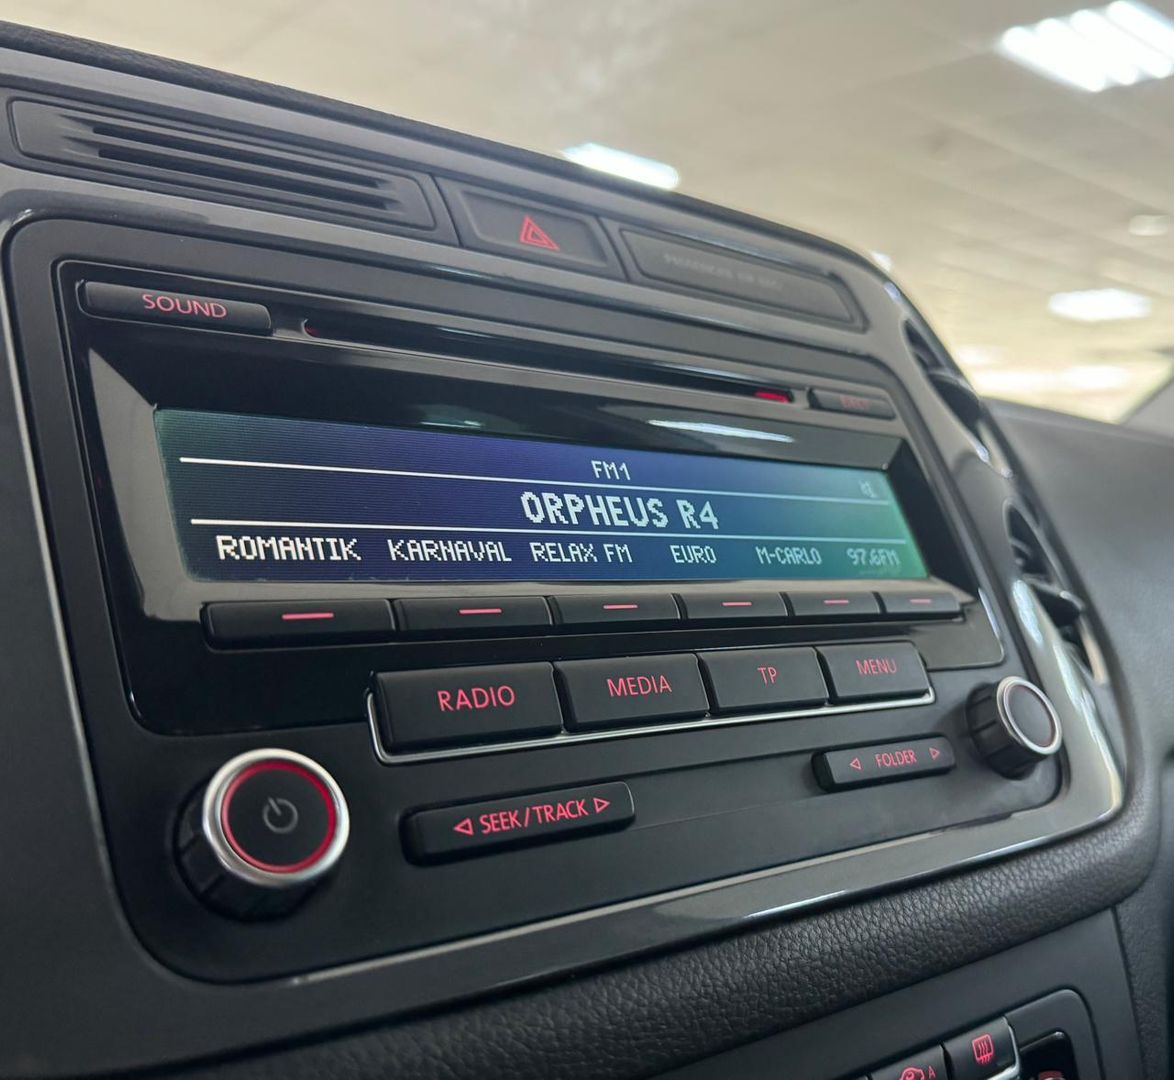 SOUND
FM1
ORPHEUS R4
ROMANTIK KARNAVAL RELAX FM EURO M-CARLO 97.6FM
RADIO MEDIA TP MENU
FOLDER
SEEK/TRACK
A